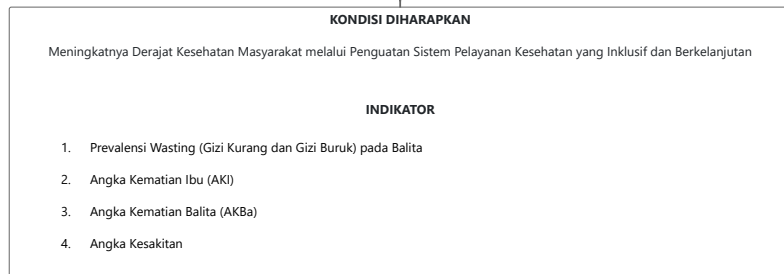 KONDISI DIHARAPKAN
Meningkatnya Derajat Kesehatan Masyarakat melalui Penguatan Sistem Pelayanan Kesehatan yang Inklusif dan Berkelanjutan
INDIKATOR
1. Prevalensi Wasting (Gizi Kurang dan Gizi Buruk) pada Balita
2. Angka Kematian Ibu (AKI)
3. Angka Kematian Balita (AKBa)
4. Angka Kesakitan